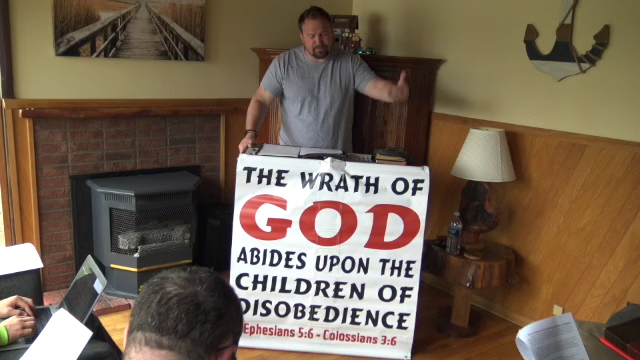 THE WRATH OF
GOD
ABIDES UPON THE
CHILDREN OF
DISOBEDIENCE
Ephesians 5:6 - Colossians 3:6